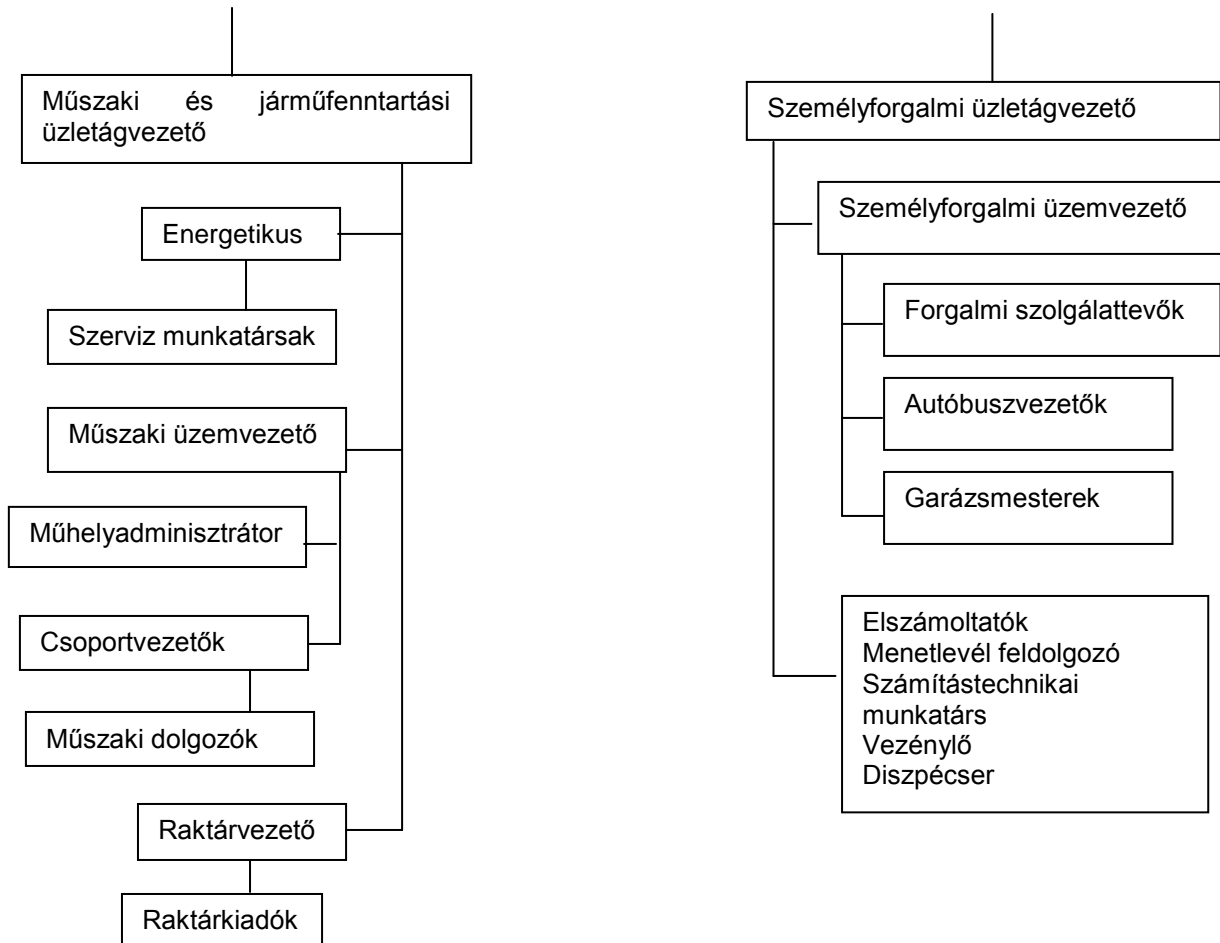 Műszaki és járműfenntartási
üzletágvezető
Energetikus
Szerviz munkatársak
Műszaki üzemvezető
Műhelyadminisztrátor
Csoportvezetők
Műszaki dolgozók
Raktárvezető
Raktárkiadók
Személyforgalmi üzletágvezető
Személyforgalmi üzemvezető
Forgalmi szolgálattevők
Autóbuszvezetők
Garázsmesterek
Elszámoltatók
Menetlevél feldolgozó
Számítástechnikai
munkatárs
Vezénylő
Diszpécser